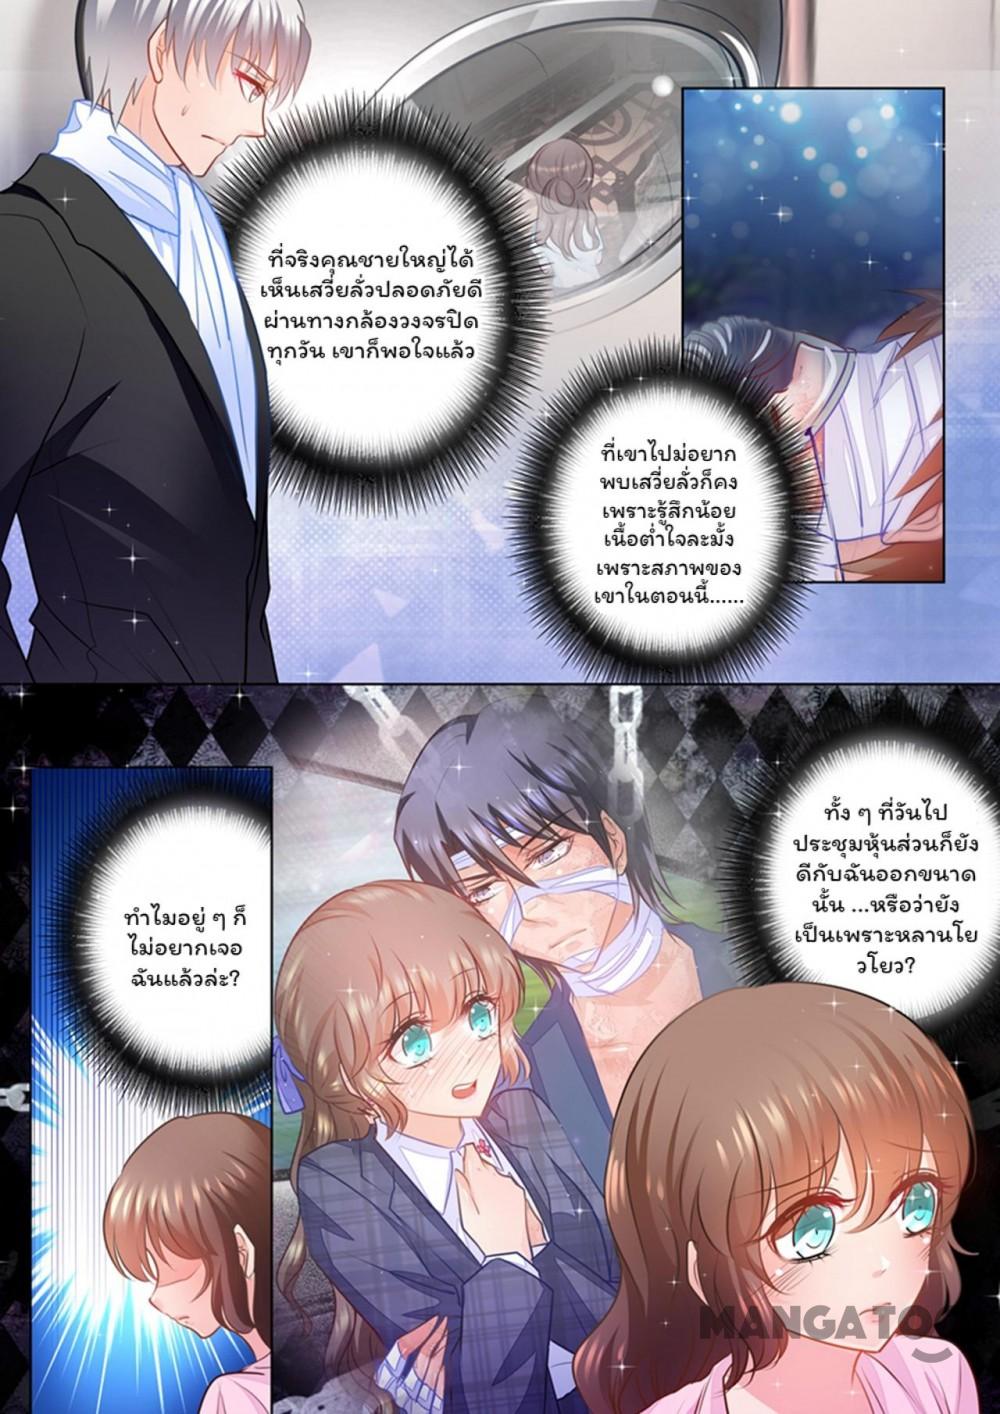 ที่จริงคุณชายใหญ่ได้
เห็นเสวี่ยลั่วปลอดภัยดี
ผ่านทางกล้องวงจรปิด
ทุกวัน เขาก็พอใจแล้ว
ที่เขาไปม่อยาก
พบเสวี่ยลั่วก็คง
เพราะรู้สึกน้อย
เนื้อต่ำใจละมั้ง
เพราะสภาพของ
เขาในตอนนี้......
ทั้ง ๆ ที่วันไป
ประชุมหุ้นส่วนก็ยัง
ดีกับฉันออกขนาด
นั้น ...หรือว่ายัง
เป็นเพราะหลานโย
วโยว?
ทำไมอยู่ ๆ ก็
ไม่อยากเจอ
ฉันแล้วล่ะ?
MANGATO